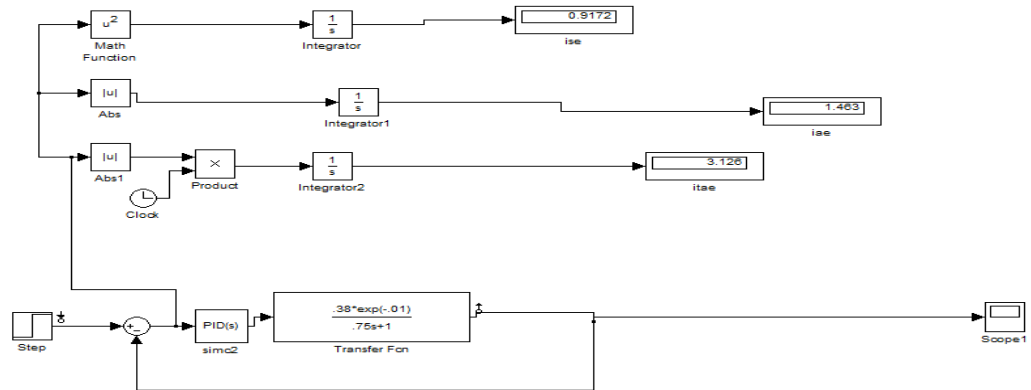 u²
Math
Function
1
s
Integrator
0.9172
ise
|u|
Abs
1
s
Integrator1
1.463
iae
|u|
Abs1
×
Product
Clock
1
s
Integrator2
3.126
itae
Step
+
−
PID(s)
simc2
.38*exp(-.01)
.75s+1
Transfer Fcn
Scope1